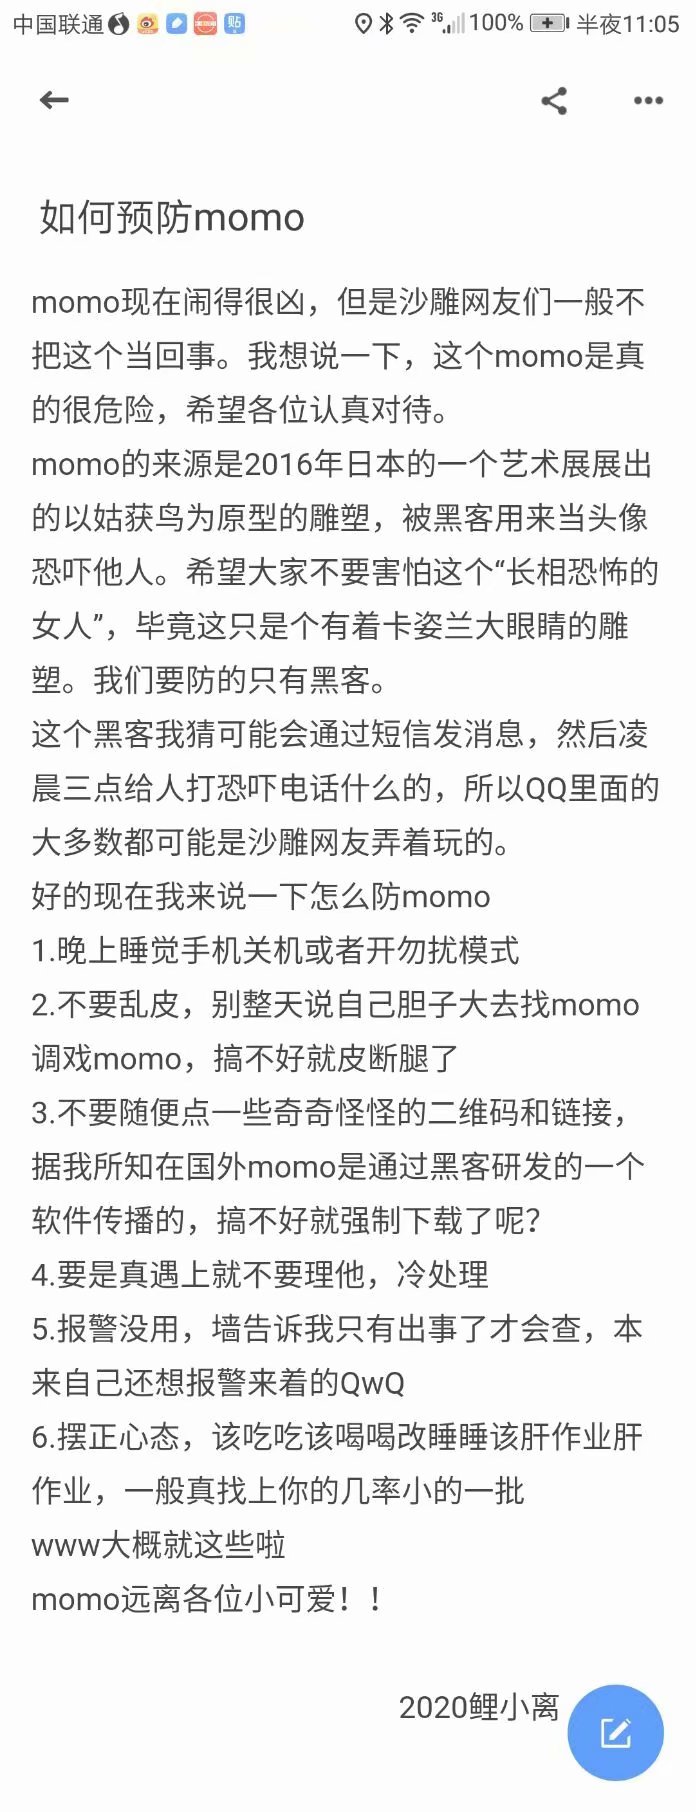 中国联通
贴
3G
100%
半夜11:05
如何预防momo
momo现在闹得很凶，但是沙雕网友们一般不
把这个当回事。我想说一下，这个momo是真
的很危险，希望各位认真对待。
momo的来源是2016年日本的一个艺术展展出
的以姑获鸟为原型的雕塑，被黑客用来当头像
恐吓他人。希望大家不要害怕这个“长相恐怖的
女人”，毕竟这只是个有着卡姿兰大眼睛的雕
塑。我们要防的只有黑客。
这个黑客我猜可能会通过短信发消息，然后凌
晨三点给人打恐吓电话什么的，所以QQ里面的
大多数都可能是沙雕网友弄着玩的。
好的现在我来说一下怎么防momo
1.晚上睡觉手机关机或者开勿扰模式
2.不要乱皮，别整天说自己胆子大去找momo
调戏momo，搞不好就皮断腿了
3.不要随便点一些奇奇怪怪的二维码和链接，
据我所知在国外momo是通过黑客研发的一个
软件传播的，搞不好就强制下载了呢？
4.要是真遇上就不要理他，冷处理
5.报警没用，墙告诉我只有出事了才会查，本
来自己还想报警来着的QwQ
6.摆正心态，该吃吃该喝喝改睡睡该肝作业肝
作业，一般真找上你的几率小的一批
www大概就这些啦
momo远离各位小可爱！！
2020鲤小离